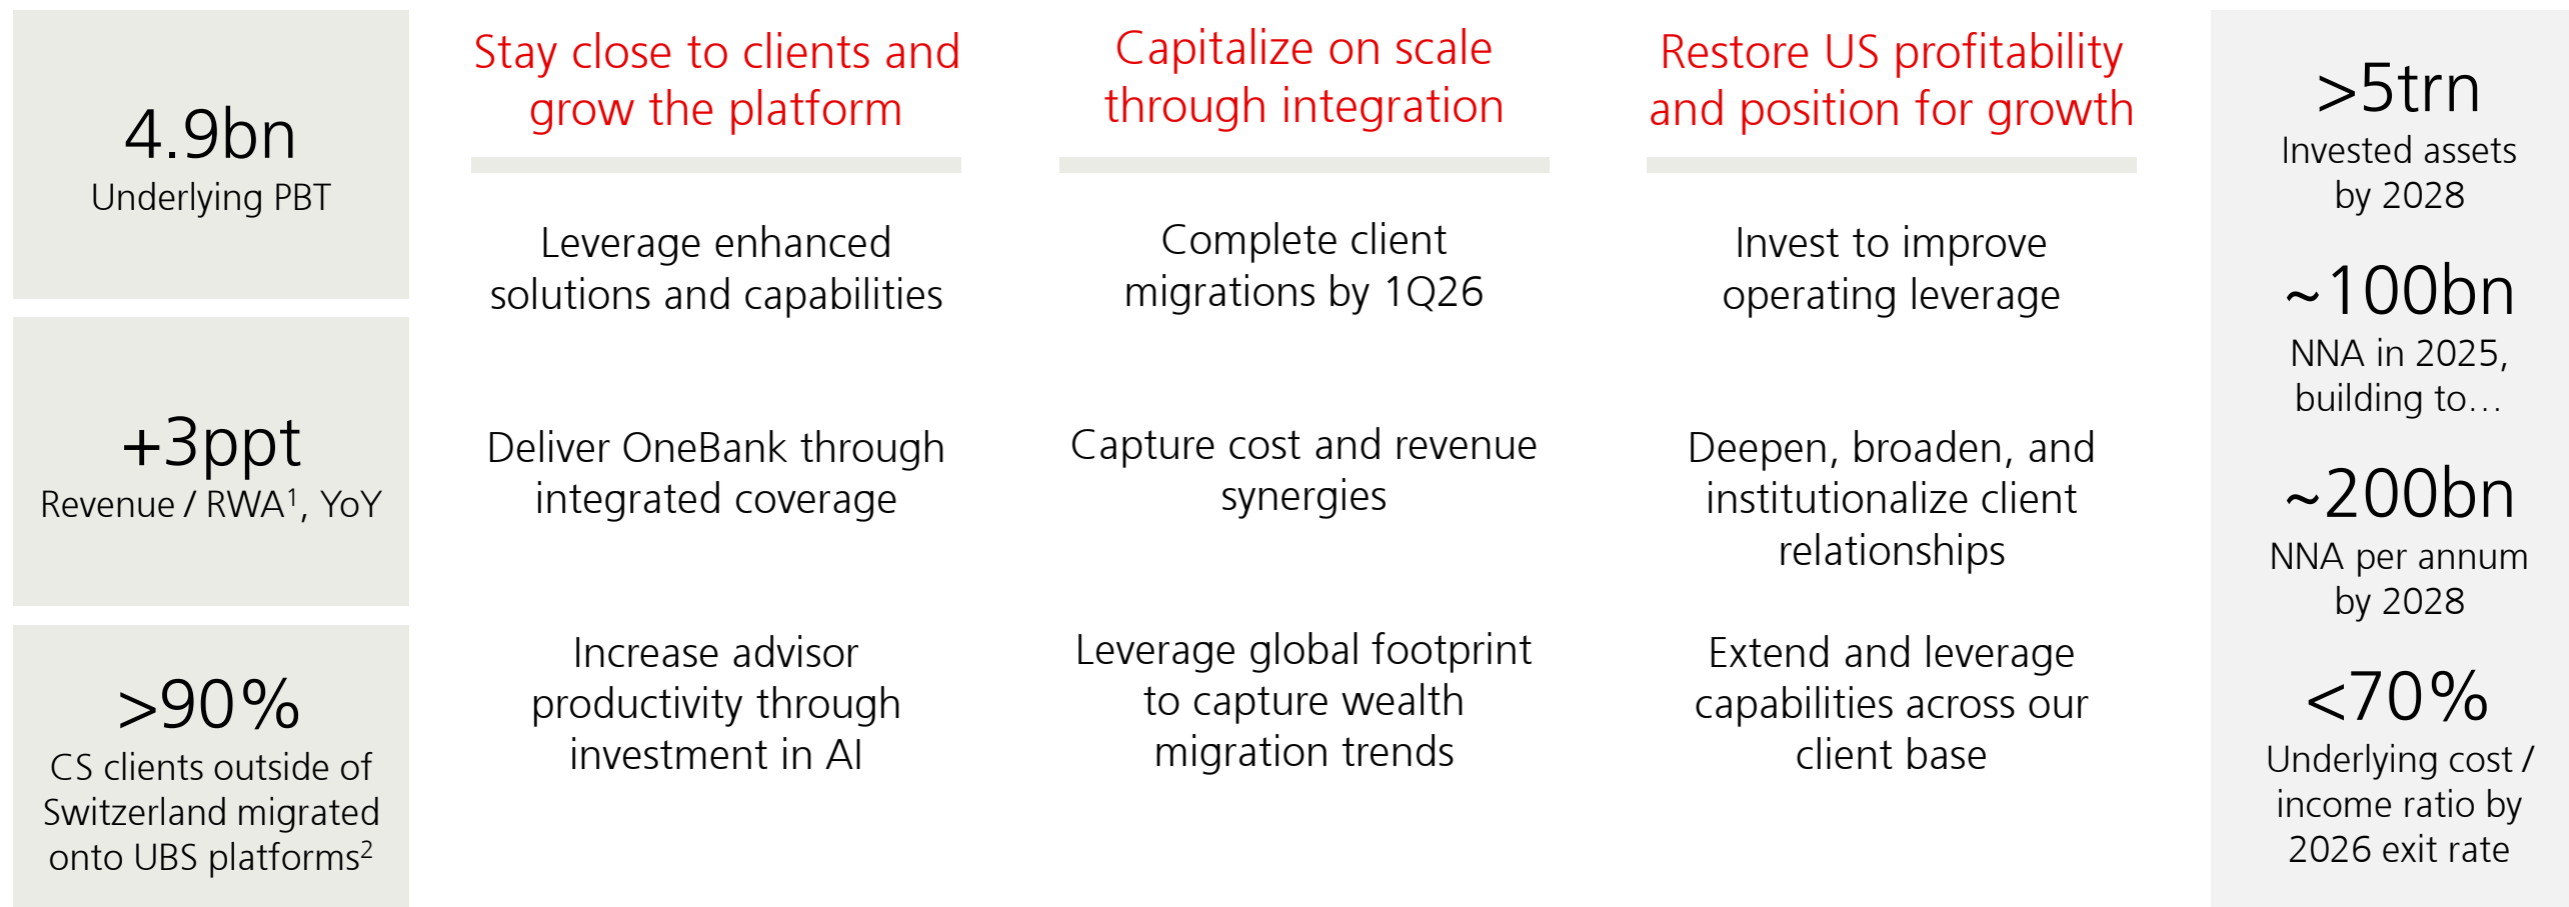 4.9bn
Underlying PBT
+3ppt
Revenue / RWA¹, YoY
>90%
CS clients outside of
Switzerland migrated
onto UBS platforms²
Stay close to clients and
grow the platform
Leverage enhanced
solutions and capabilities
Deliver OneBank through
integrated coverage
Increase advisor
productivity through
investment in AI
Capitalize on scale
through integration
Complete client
migrations by 1Q26
Capture cost and revenue
synergies
Leverage global footprint
to capture wealth
migration trends
Restore US profitability
and position for growth
Invest to improve
operating leverage
Deepen, broaden, and
institutionalize client
relationships
Extend and leverage
capabilities across our
client base
>5trn
Invested assets
by 2028
~100bn
NNA in 2025,
building to…
~200bn
NNA per annum
by 2028
<70%
Underlying cost /
income ratio by
2026 exit rate